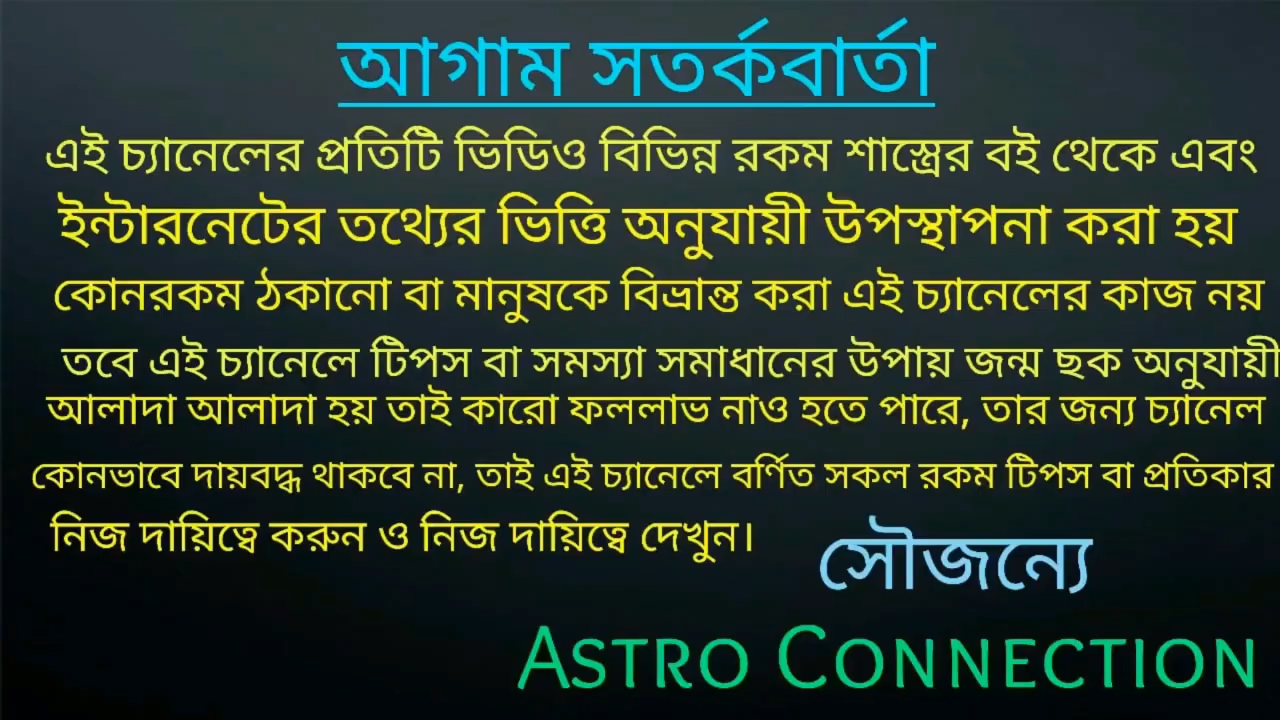 আগাম সতর্কবার্তা
এই চ্যানেলের প্রতিটি ভিডিও বিভিন্ন রকম শাস্ত্রের বই থেকে এবং
ইন্টারনেটের তথ্যের ভিত্তি অনুযায়ী উপস্থাপনা করা হয়
কোনরকম ঠকানো বা মানুষকে বিভ্রান্ত করা এই চ্যানেলের কাজ নয়
তবে এই চ্যানেলে টিপস বা সমস্যা সমাধানের উপায় জন্ম ছক অনুযায়ী
আলাদা আলাদা হয় তাই কারো ফললাভ নাও হতে পারে, তার জন্য চ্যানেল
কোনভাবে দায়বদ্ধ থাকবে না, তাই এই চ্যানেলে বর্ণিত সকল রকম টিপস বা প্রতিকার
নিজ দায়িত্বে করুন ও নিজ দায়িত্বে দেখুন।
সৌজন্যে
ASTRO CONNECTION